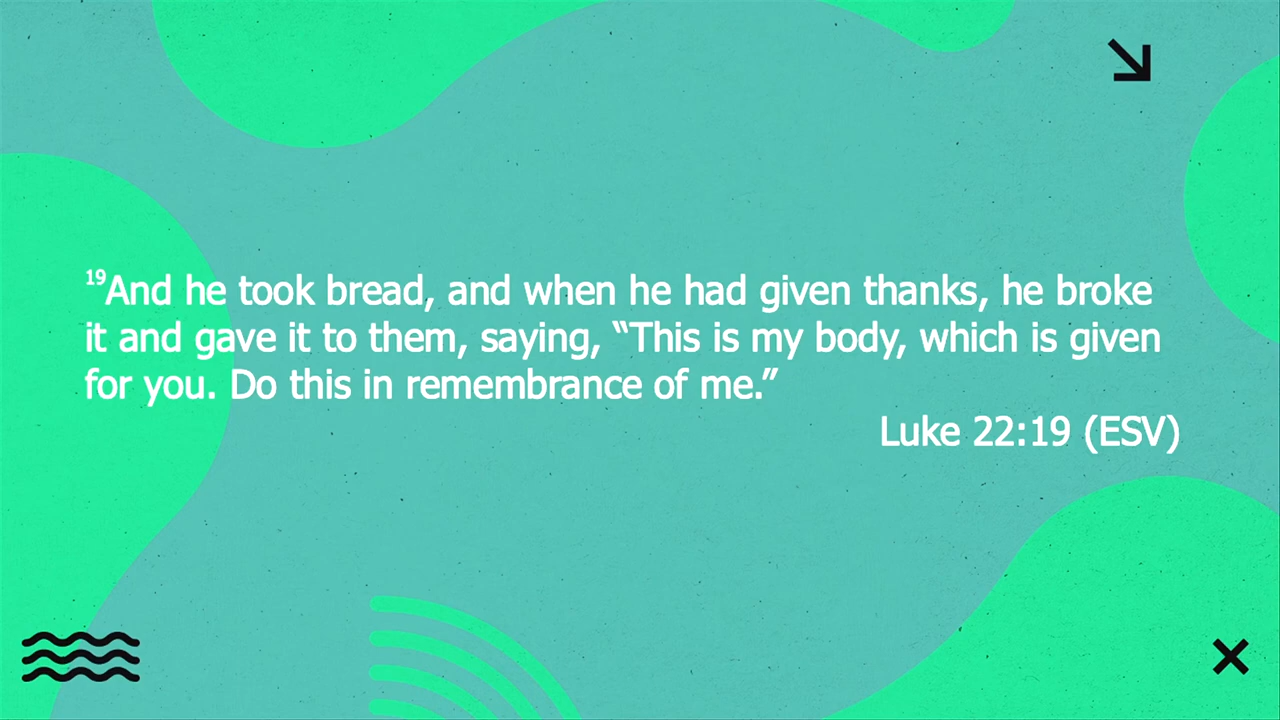 19And he took bread, and when he had given thanks, he broke
it and gave it to them, saying, “This is my body, which is given
for you. Do this in remembrance of me.”
Luke 22:19 (ESV)